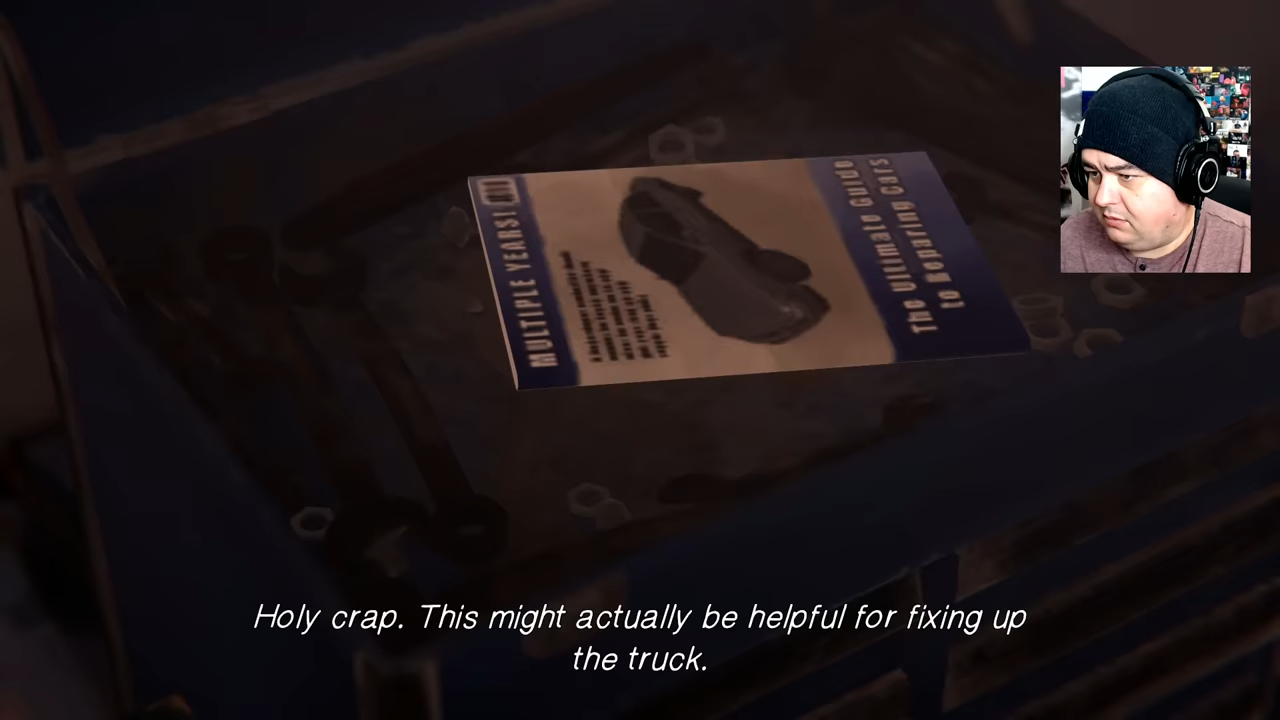 MULTIPLE YEARS!
The Ultimate Guide
to Reparing Cars
Holy crap. This might actually be helpful for fixing up
the truck.